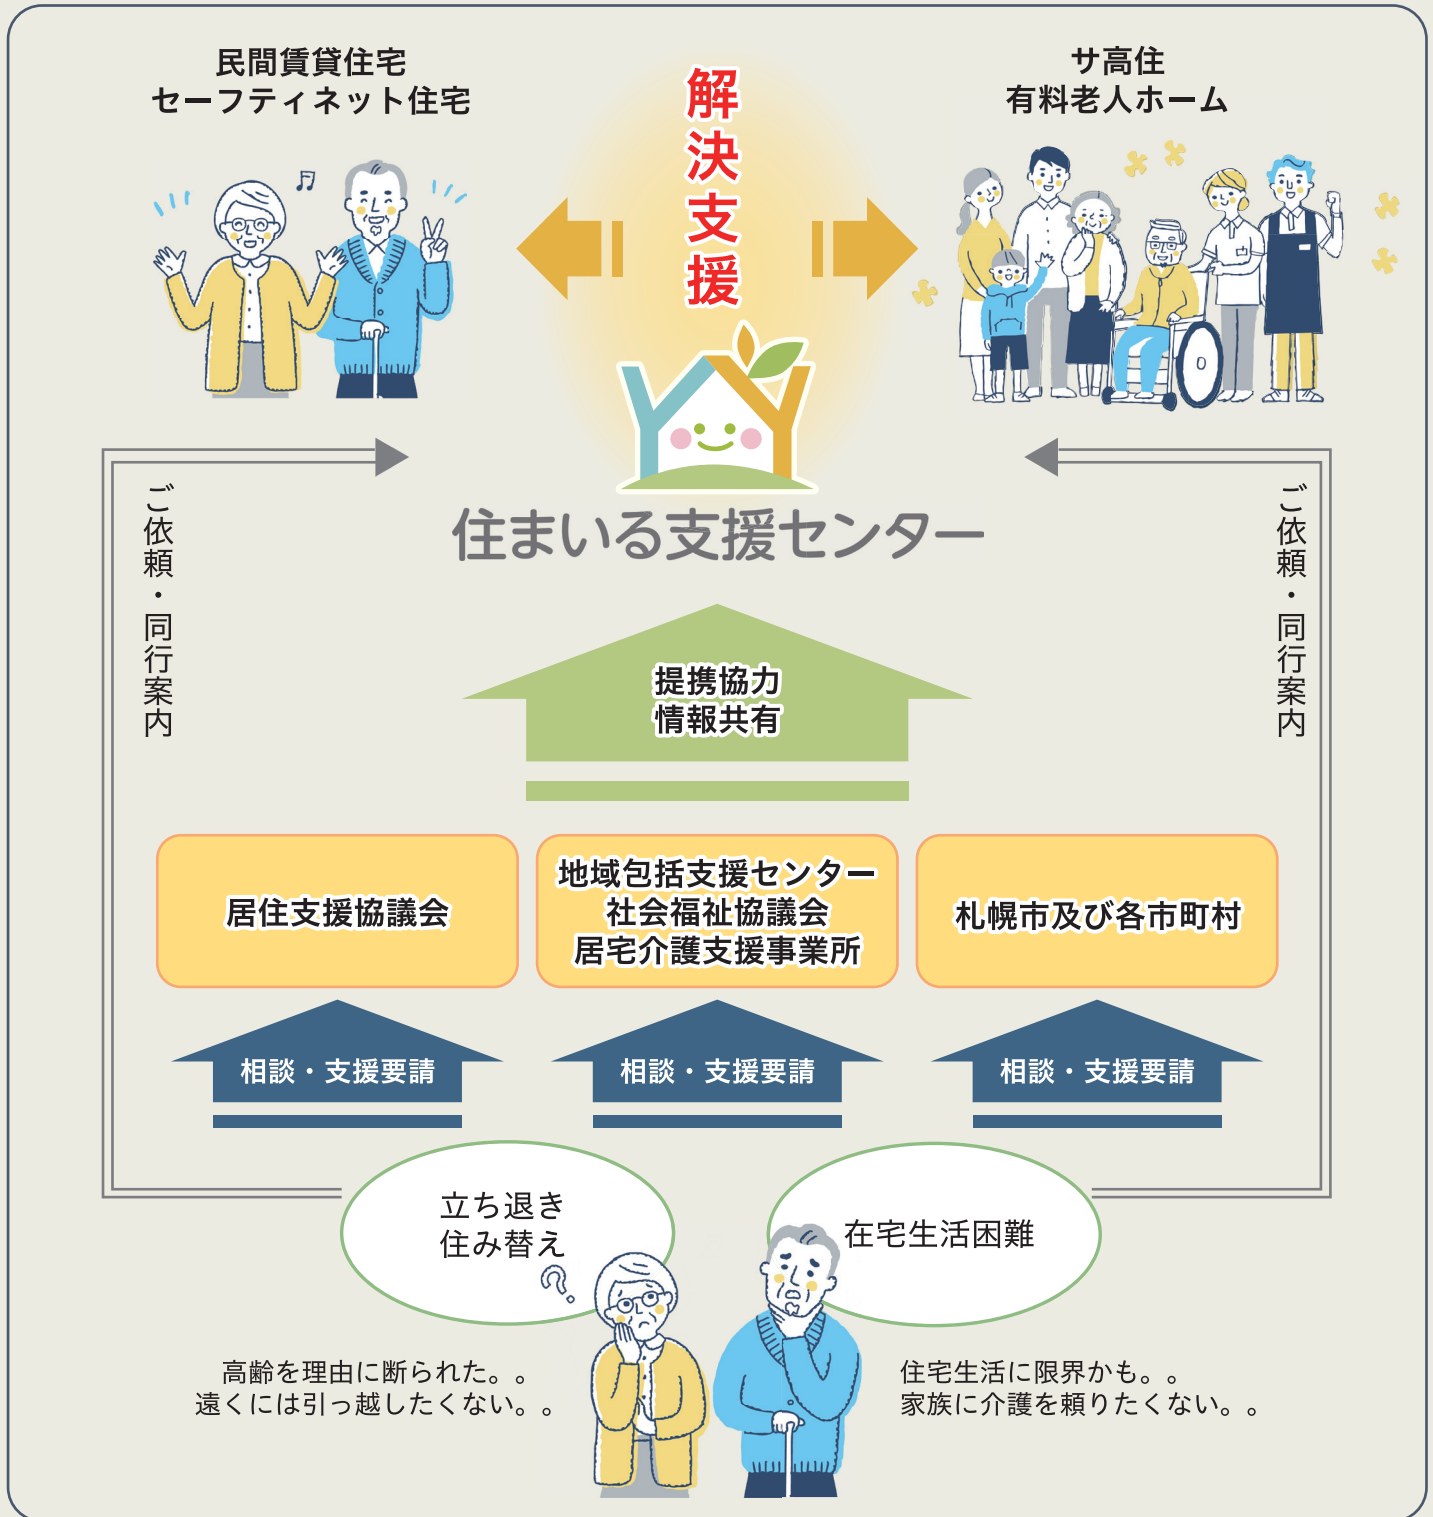 民間賃貸住宅
セーフティネット住宅
解決支援
サ高住
有料老人ホーム
住まいる支援センター
ご依頼・同行案内
ご依頼・同行案内
提携協力
情報共有
居住支援協議会
地域包括支援センター
社会福祉協議会
居宅介護支援事業所
札幌市及び各市町村
相談・支援要請
相談・支援要請
相談・支援要請
立ち退き
住み替え
?
在宅生活困難
高齢を理由に断られた。。
遠くには引っ越したくない。。
住宅生活に限界かも。。
家族に介護を頼りたくない。。